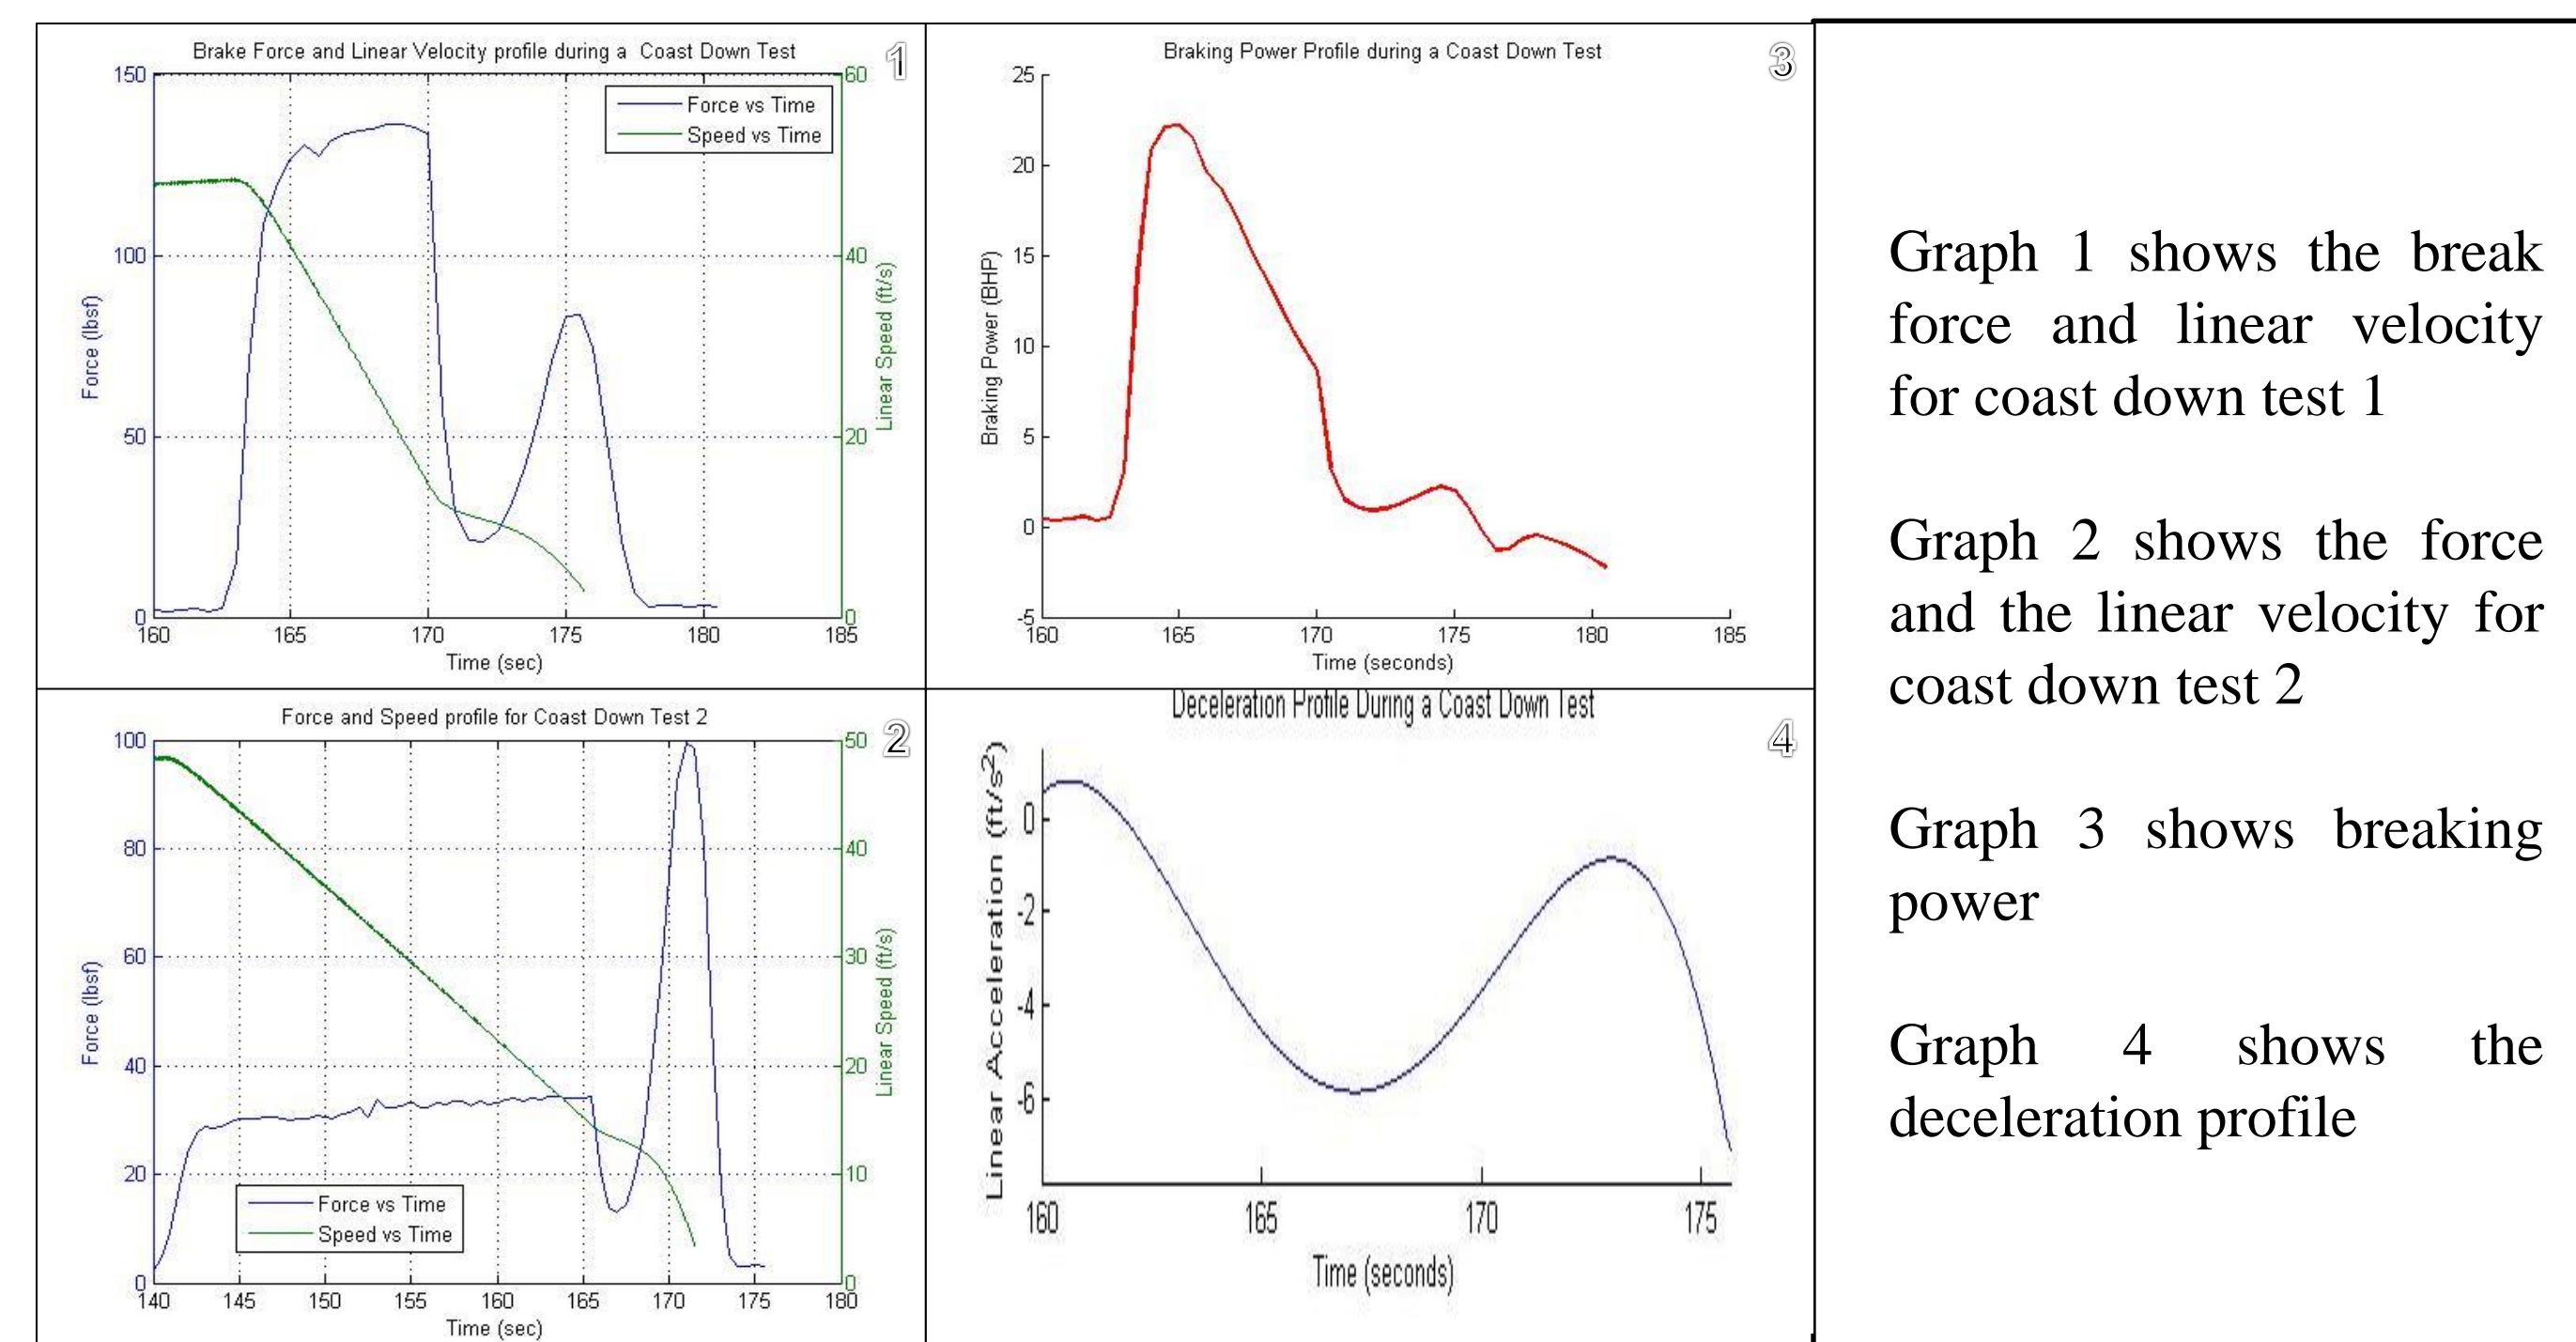 Brake Force and Linear Velocity profile during a  Coast Down Test
1
150
100
50
0
60
40
20
0
Force vs Time
Speed vs Time
Force (lbsf)
Linear Speed (ft/s)
160 165 170 175 180 185
Time (sec)
Braking Power Profile during a Coast Down Test
3
25
20
15
10
5
0
-5
Braking Power (BHP)
160 165 170 175 180 185
Time (seconds)
Force and Speed profile for Coast Down Test 2
2
100
80
60
40
20
0
50
40
30
20
10
0
Force (lbsf)
Linear Speed (ft/s)
Force vs Time
Speed vs Time
140 145 150 155 160 165 170 175 180
Time (sec)
Deceleration Profile During a Coast Down Test
4
Linear Acceleration (ft/s²)
0
-2
-4
-6
160 165 170 175
Time (seconds)
Graph 1 shows the break
force and linear velocity
for coast down test 1
Graph 2 shows the force
and the linear velocity for
coast down test 2
Graph 3 shows breaking
power
Graph 4 shows the
deceleration profile